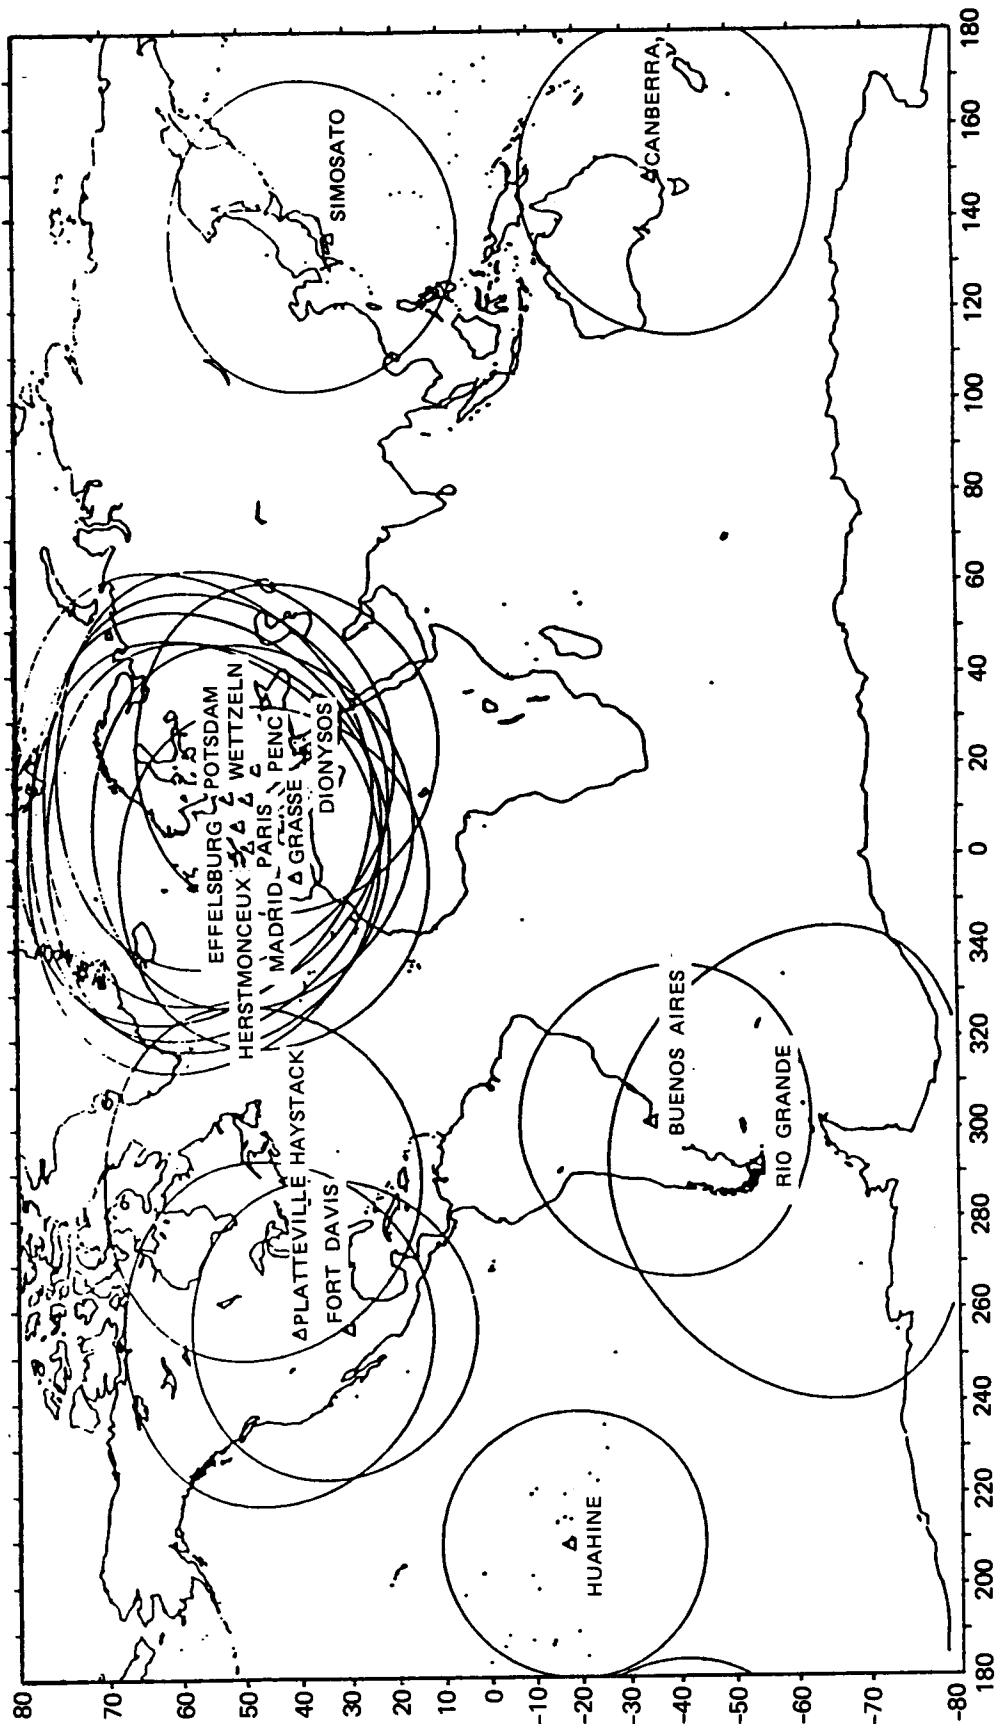 80
70
60
50
40
30
20
10
0
-10
-20
-30
-40
-50
-60
-70
-80
180
200
220
240
260
280
300
320
340
0
20
40
60
80
100
120
140
160
180
EFFELSBURG POTSDAM
HERSTMONCEUX WETTZELN
PARIS PENC
MADRID
GRASSE
DIONYSOS
PLATTEVILLE HAYSTACK
FORT DAVIS
SIMOSATO
HUAHINE
BUENOS AIRES
RIO GRANDE
CANBERRA